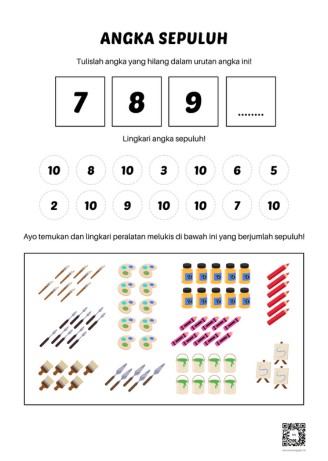 ANGKA SEPULUH
Tulislah angka yang hilang dalam urutan angka ini!
7 8 9 ........
Lingkari angka sepuluh!
10 8 10 3 10 6 5
2 10 9 10 10 7 10
Ayo temukan dan lingkari peralatan melukis di bawah ini yang berjumlah sepuluh!